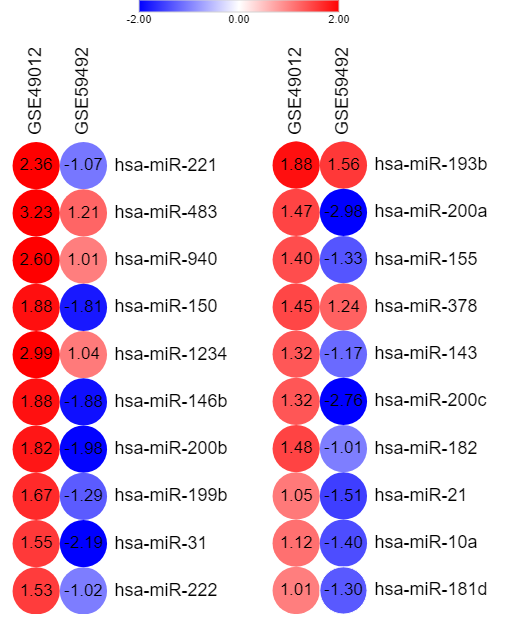 -2.00 0.00 2.00
GSE49012 GSE59492 GSE49012 GSE59492
2.36 -1.07 hsa-miR-221 1.88 1.56 hsa-miR-193b
3.23 1.21 hsa-miR-483 1.47 -2.98 hsa-miR-200a
2.60 1.01 hsa-miR-940 1.40 -1.33 hsa-miR-155
1.88 -1.81 hsa-miR-150 1.45 1.24 hsa-miR-378
2.99 1.04 hsa-miR-1234 1.32 -1.17 hsa-miR-143
1.88 -1.88 hsa-miR-146b 1.32 -2.76 hsa-miR-200c
1.82 -1.98 hsa-miR-200b 1.48 -1.01 hsa-miR-182
1.67 -1.29 hsa-miR-199b 1.05 -1.51 hsa-miR-21
1.55 -2.19 hsa-miR-31 1.12 -1.40 hsa-miR-10a
1.53 -1.02 hsa-miR-222 1.01 -1.30 hsa-miR-181d